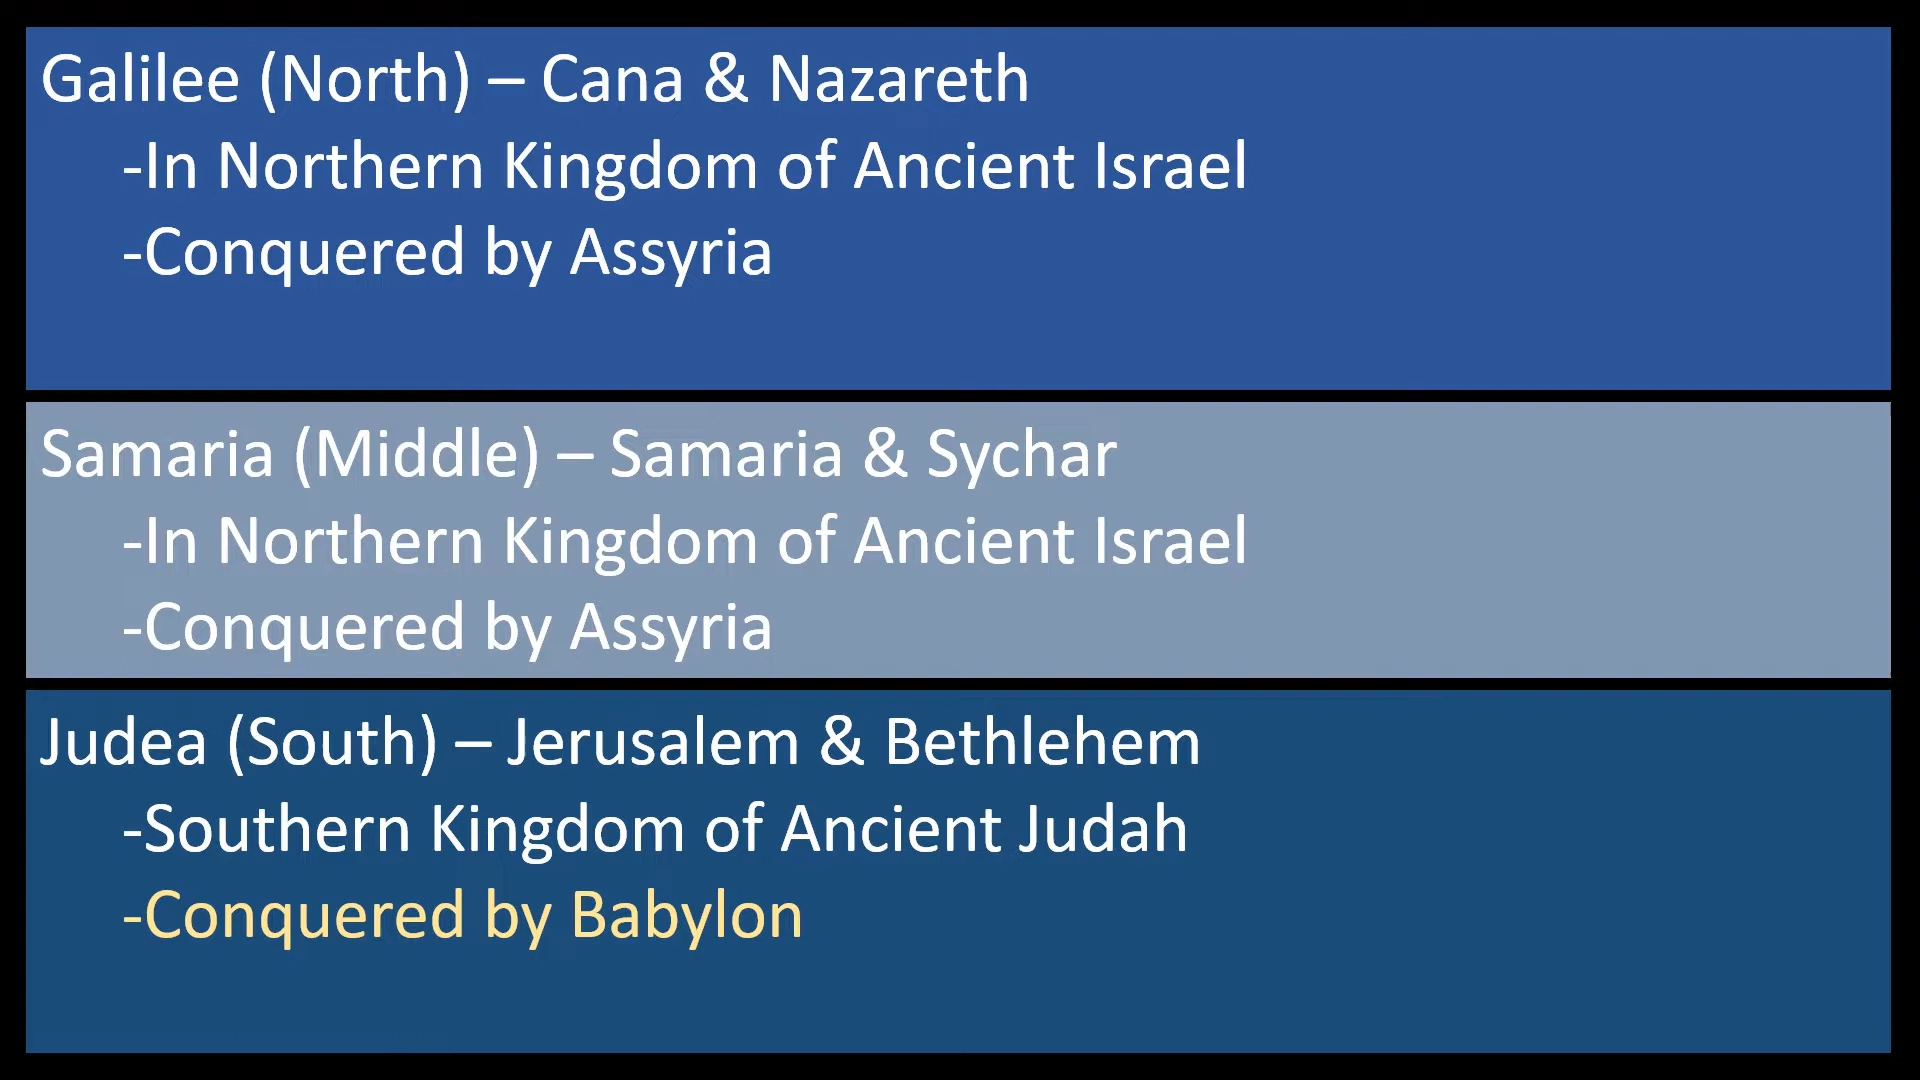 Galilee (North) – Cana & Nazareth
-In Northern Kingdom of Ancient Israel
-Conquered by Assyria
Samaria (Middle) – Samaria & Sychar
-In Northern Kingdom of Ancient Israel
-Conquered by Assyria
Judea (South) – Jerusalem & Bethlehem
-Southern Kingdom of Ancient Judah
-Conquered by Babylon